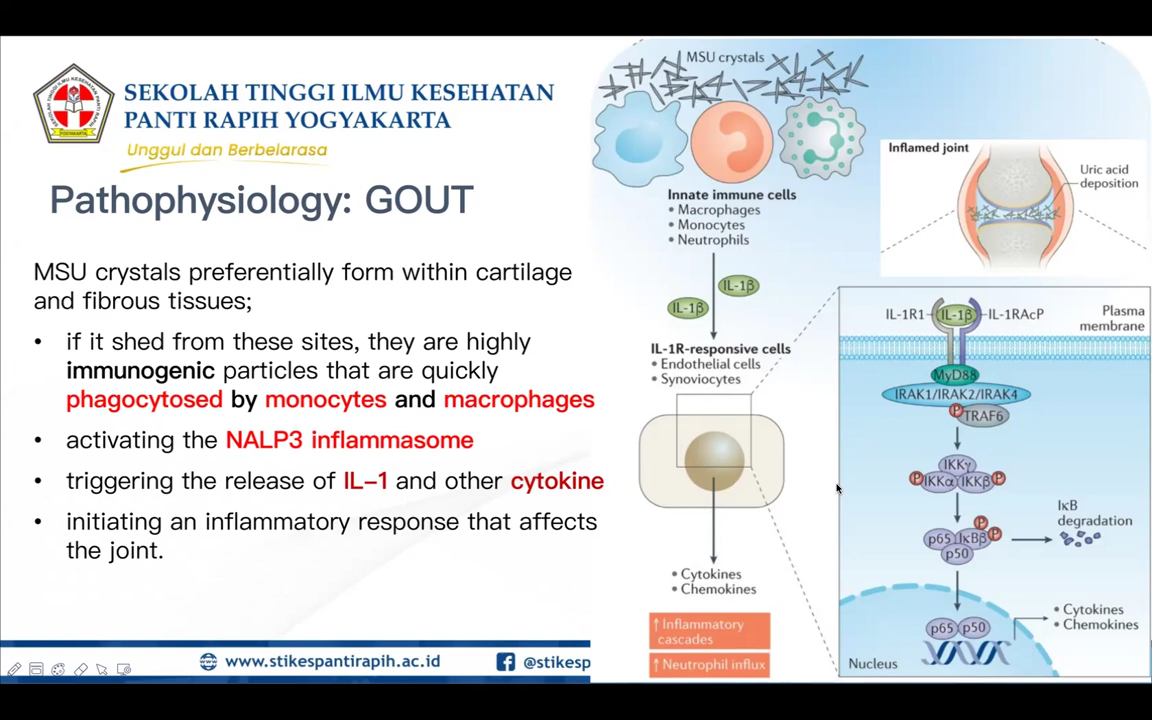 SEKOLAH TINGGI ILMU KESEHATAN
PANTI RAPIH YOGYAKARTA
Unggul dan Berbelarasa
Pathophysiology: GOUT
MSU crystals preferentially form within cartilage
and fibrous tissues;
• if it shed from these sites, they are highly
immunogenic particles that are quickly
phagocytosed by monocytes and macrophages
• activating the NALP3 inflammasome
• triggering the release of IL-1 and other cytokine
• initiating an inflammatory response that affects
the joint.
www.stikespantirapih.ac.id
@stikesp
MSU crystals
Innate immune cells
• Macrophages
• Monocytes
• Neutrophils
IL-1β
IL-1β
IL-1R-responsive cells
• Endothelial cells
• Synoviocytes
• Cytokines
• Chemokines
↑ Inflammatory
cascades
↑ Neutrophil influx
Inflamed joint
Uric acid
deposition
IL-1R1
IL-1β
IL-1RAcP
Plasma
membrane
MyD88
IRAK1/IRAK2/IRAK4
P
TRAF6
IKKγ
P
IKKα
IKKβ
P
IκB
degradation
P
P
p65
IκBβ
p50
p65
p50
• Cytokines
• Chemokines
Nucleus